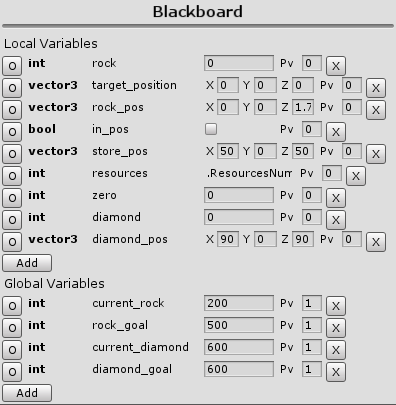 Blackboard
Local Variables
O int rock 0 Pv 0 X
O vector3 target_position X 0 Y 0 Z 0 Pv 0 X
O vector3 rock_pos X 0 Y 0 Z 1.7 Pv 0 X
O bool in_pos Pv 0 X
O vector3 store_pos X 50 Y 0 Z 50 Pv 0 X
O int resources .ResourcesNum Pv 0 X
O int zero 0 Pv 0 X
O int diamond 0 Pv 0 X
O vector3 diamond_pos X 90 Y 0 Z 90 Pv 0 X
Add
Global Variables
O int current_rock 200 Pv 1 X
O int rock_goal 500 Pv 1 X
O int current_diamond 600 Pv 1 X
O int diamond_goal 600 Pv 1 X
Add